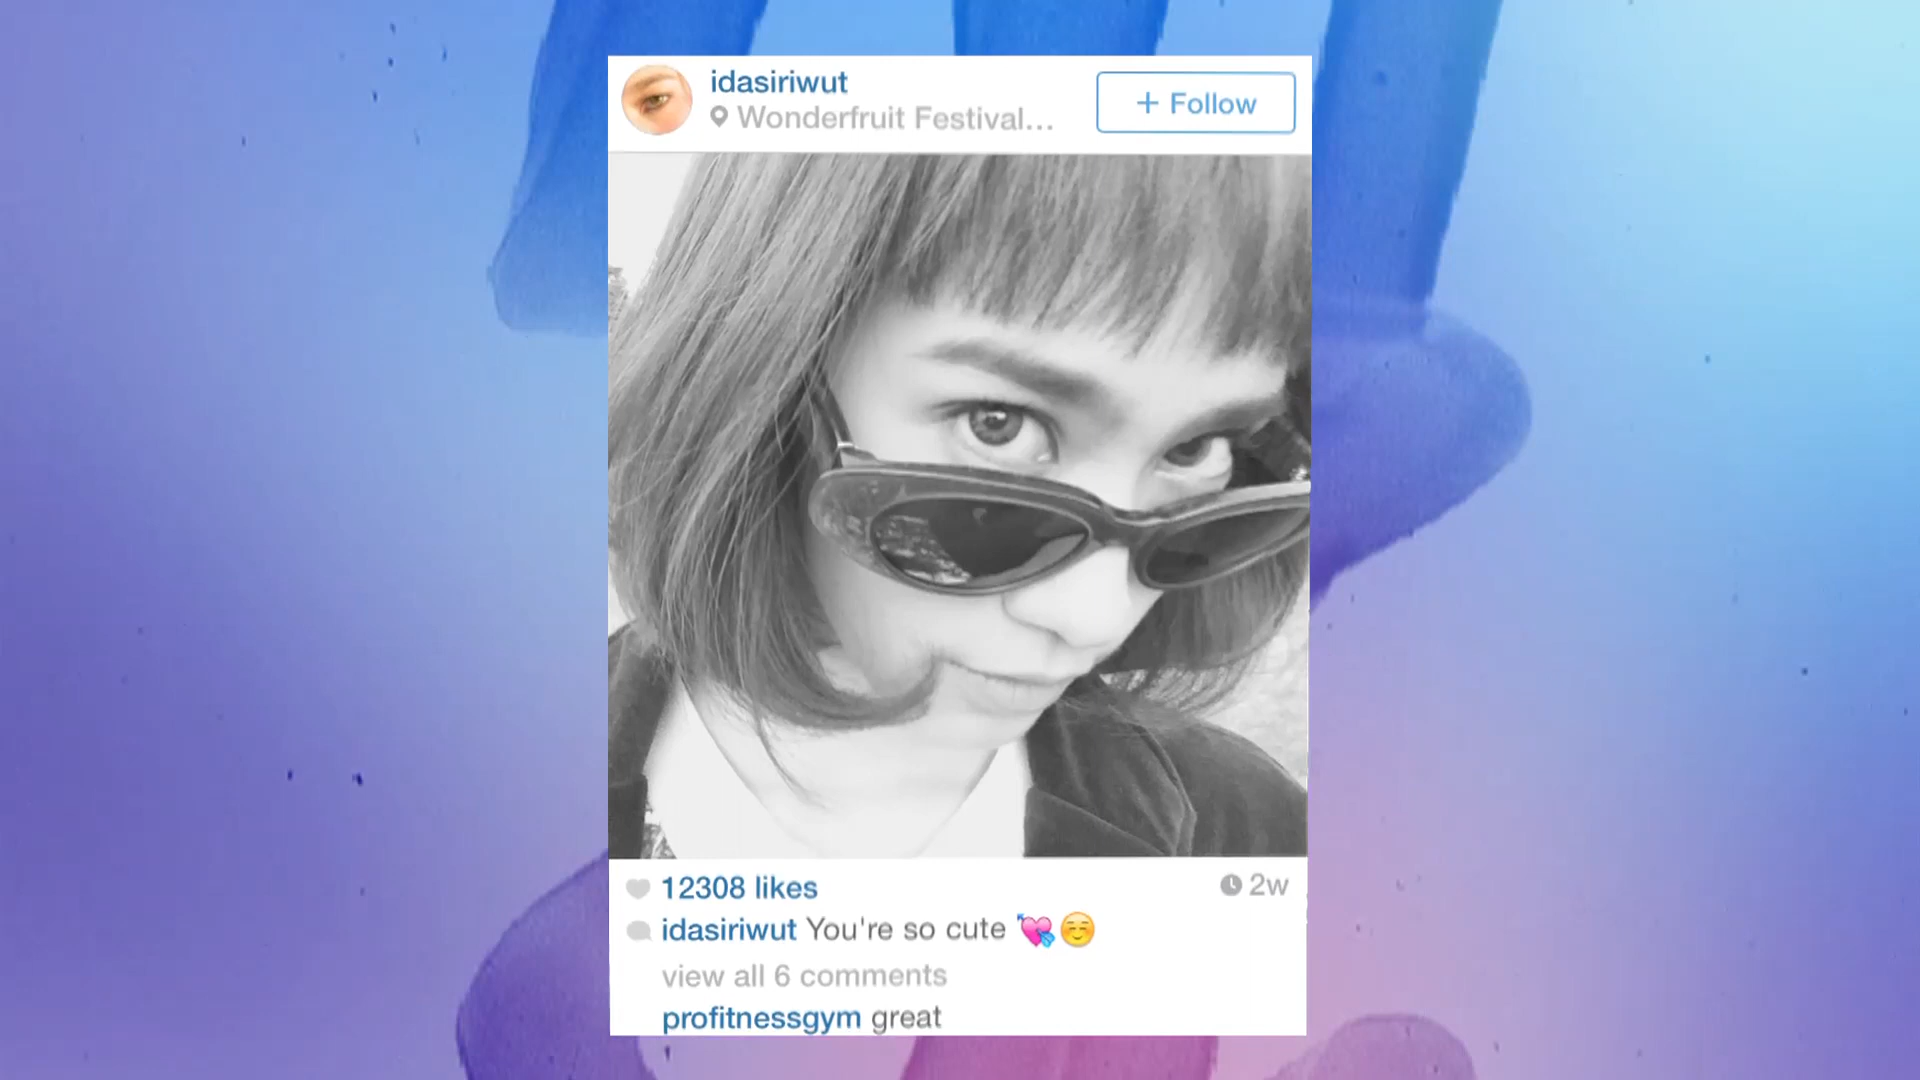 idasiriwut
Wonderfruit Festival...
+ Follow
12308 likes
2w
idasiriwut You're so cute 💘☺️
view all 6 comments
profitnessgym great